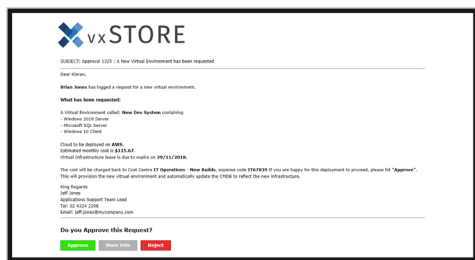 vxSTORE
SUBJECT: Approval 1325 : A New Virtual Environment has been requested
Dear Kieran,
Brian Jones has logged a request for a new virtual environment.
What has been requested:
A Virtual Environment called: New Dev System containing
- Windows 2016 Server
- Microsoft SQL Server
- Windows 10 Client
Cloud to be deployed on AWS.
Estimated monthly cost is $115.67.
Virtual Infrastructure lease is due to expire on 29/11/2018.
The cost will be charged back to Cost Centre IT Operations - New Builds, expense code IT67839 If you are happy for this deployment to proceed, please hit "Approve".
This will provision the new virtual environment and automatically update the CMDB to reflect the new infrastructure.
King Regards
Jeff Jones
Applications Support Team Lead
Tel: 02 4324 2298
Email: Jeff.Jones@mycompany.com
Do you Approve this Request?
Approve More Info Reject